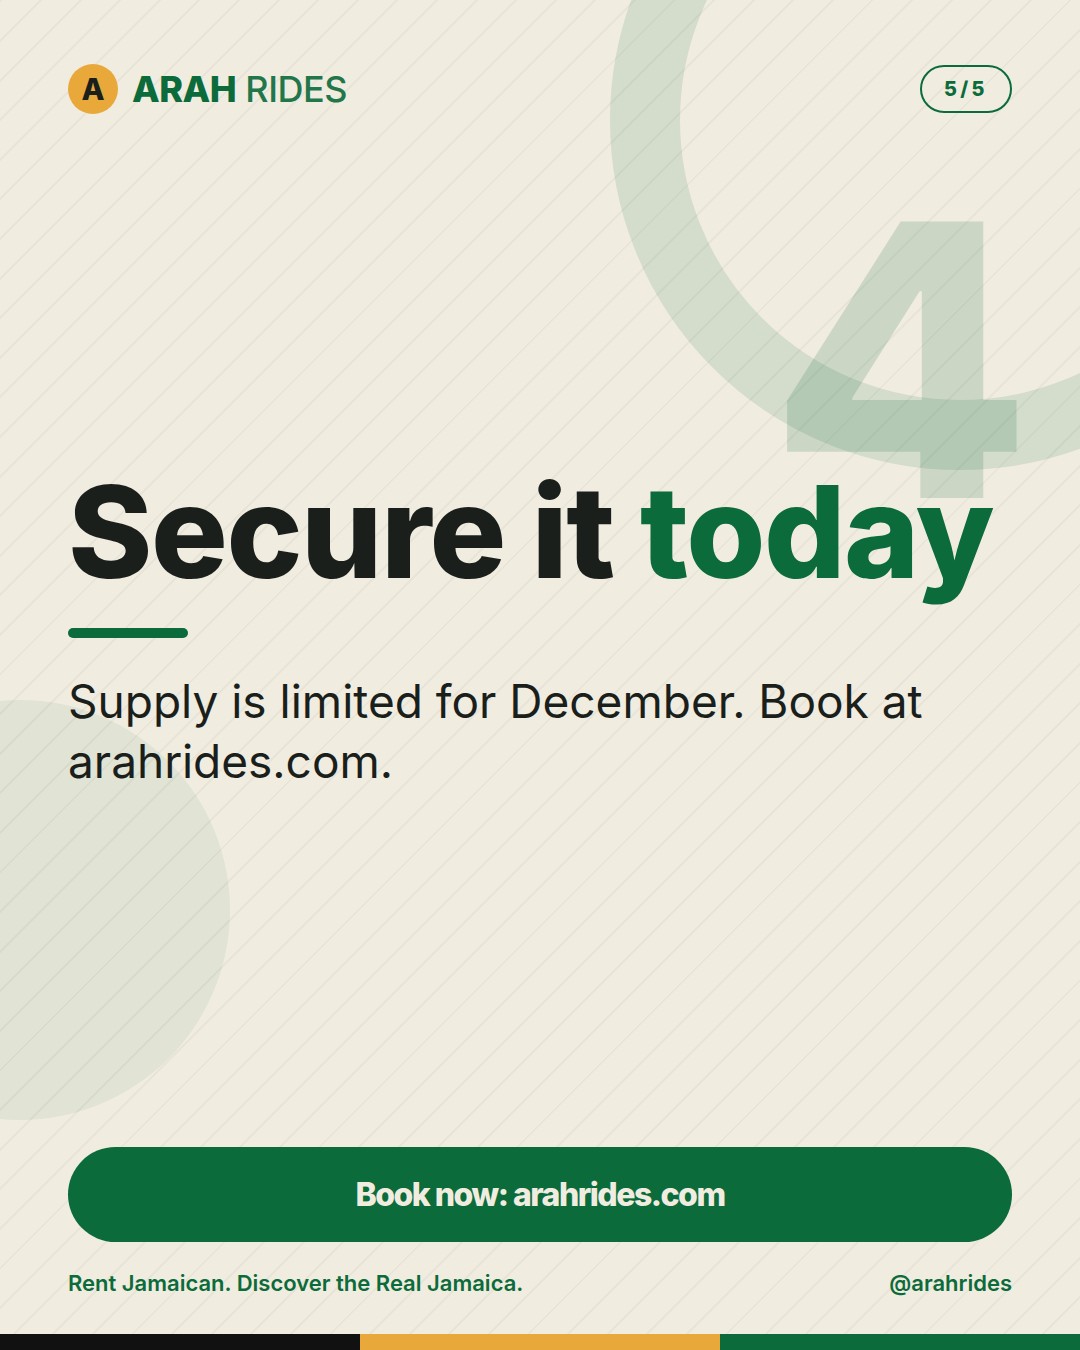 A ARAH RIDES
5/5
4
Secure it today
Supply is limited for December. Book at
arahrides.com.
Book now: arahrides.com
Rent Jamaican. Discover the Real Jamaica.
@arahrides